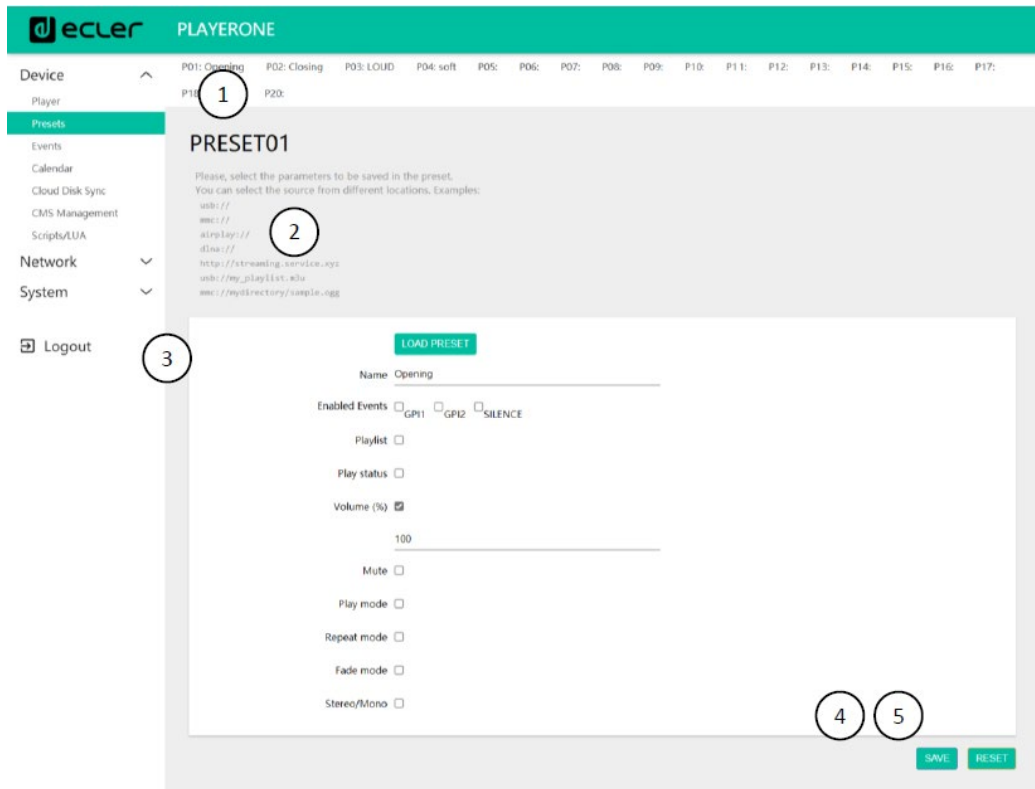 ecler PLAYERONE
Device
Player
Presets
Events
Calendar
Cloud Disk Sync
CMS Management
Scripts/LUA
Network
System
Logout
P01: Opening P02: Closing P03: LOUD P04: soft P05: P06: P07: P08: P09: P10: P11: P12: P13: P14: P15: P16: P17:
P18 P20:
1
PRESET01
Please, select the parameters to be saved in the preset.
You can select the source from different locations. Examples:
usb://
mmc://
airplay://
dlna://
http://streaming.service.xyz
usb://my_playlist.m3u
mmc://mydirectory/sample.ogg
2
3
LOAD PRESET
Name Opening
Enabled Events GPI1 GPI2 SILENCE
Playlist
Play status
Volume (%)
100
Mute
Play mode
Repeat mode
Fade mode
Stereo/Mono
4 5
SAVE RESET